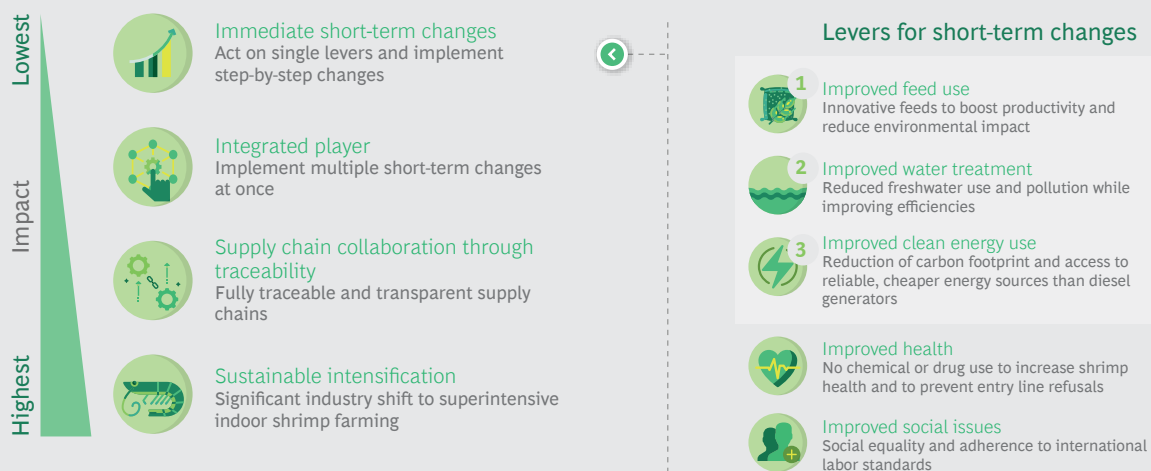 Lowest
Impact
Highest
Immediate short-term changes
Act on single levers and implement
step-by-step changes
Integrated player
Implement multiple short-term changes
at once
Supply chain collaboration through
traceability
Fully traceable and transparent supply
chains
Sustainable intensification
Significant industry shift to superintensive
indoor shrimp farming
Levers for short-term changes
1
Improved feed use
Innovative feeds to boost productivity and
reduce environmental impact
2
Improved water treatment
Reduced freshwater use and pollution while
improving efficiencies
3
Improved clean energy use
Reduction of carbon footprint and access to
reliable, cheaper energy sources than diesel
generators
Improved health
No chemical or drug use to increase shrimp
health and to prevent entry line refusals
Improved social issues
Social equality and adherence to international
labor standards